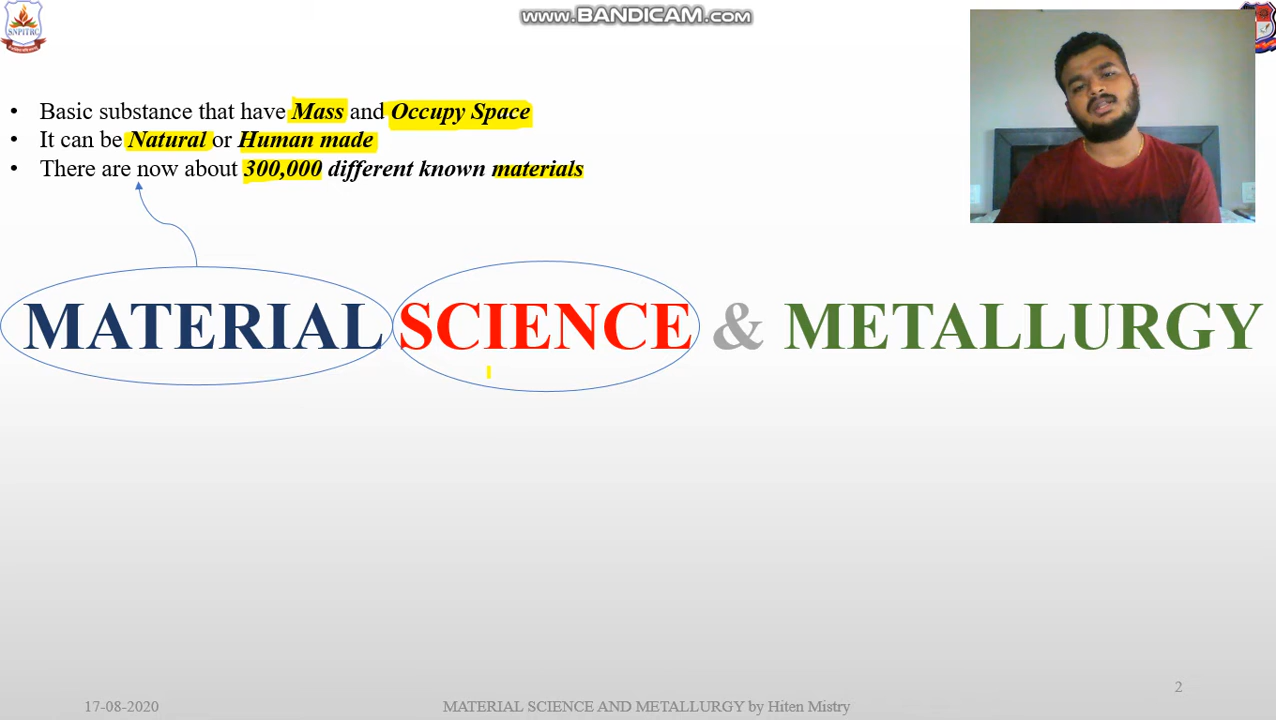 www.BANDICAM.com
SNPITRC
• Basic substance that have Mass and Occupy Space
• It can be Natural or Human made
• There are now about 300,000 different known materials
MATERIAL SCIENCE & METALLURGY
2
17-08-2020
MATERIAL SCIENCE AND METALLURGY by Hiten Mistry